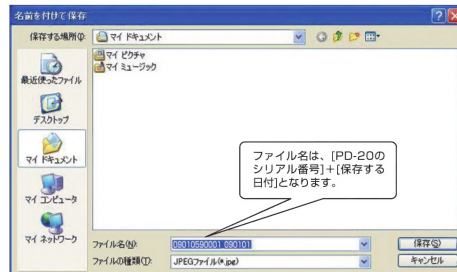 名前を付けて保存
保存する場所(I): マイ ドキュメント
マイ ピクチャ
マイ ミュージック
最近使ったファイル
デスクトップ
マイ ドキュメント
マイ コンピュータ
マイ ネットワーク
ファイル名は、[PD-20の
シリアル番号]+[保存する
日付]となります。
ファイル名(N): 09010590001_090101 保存(S)
ファイルの種類(T): JPEGファイル(*.jpg) キャンセル